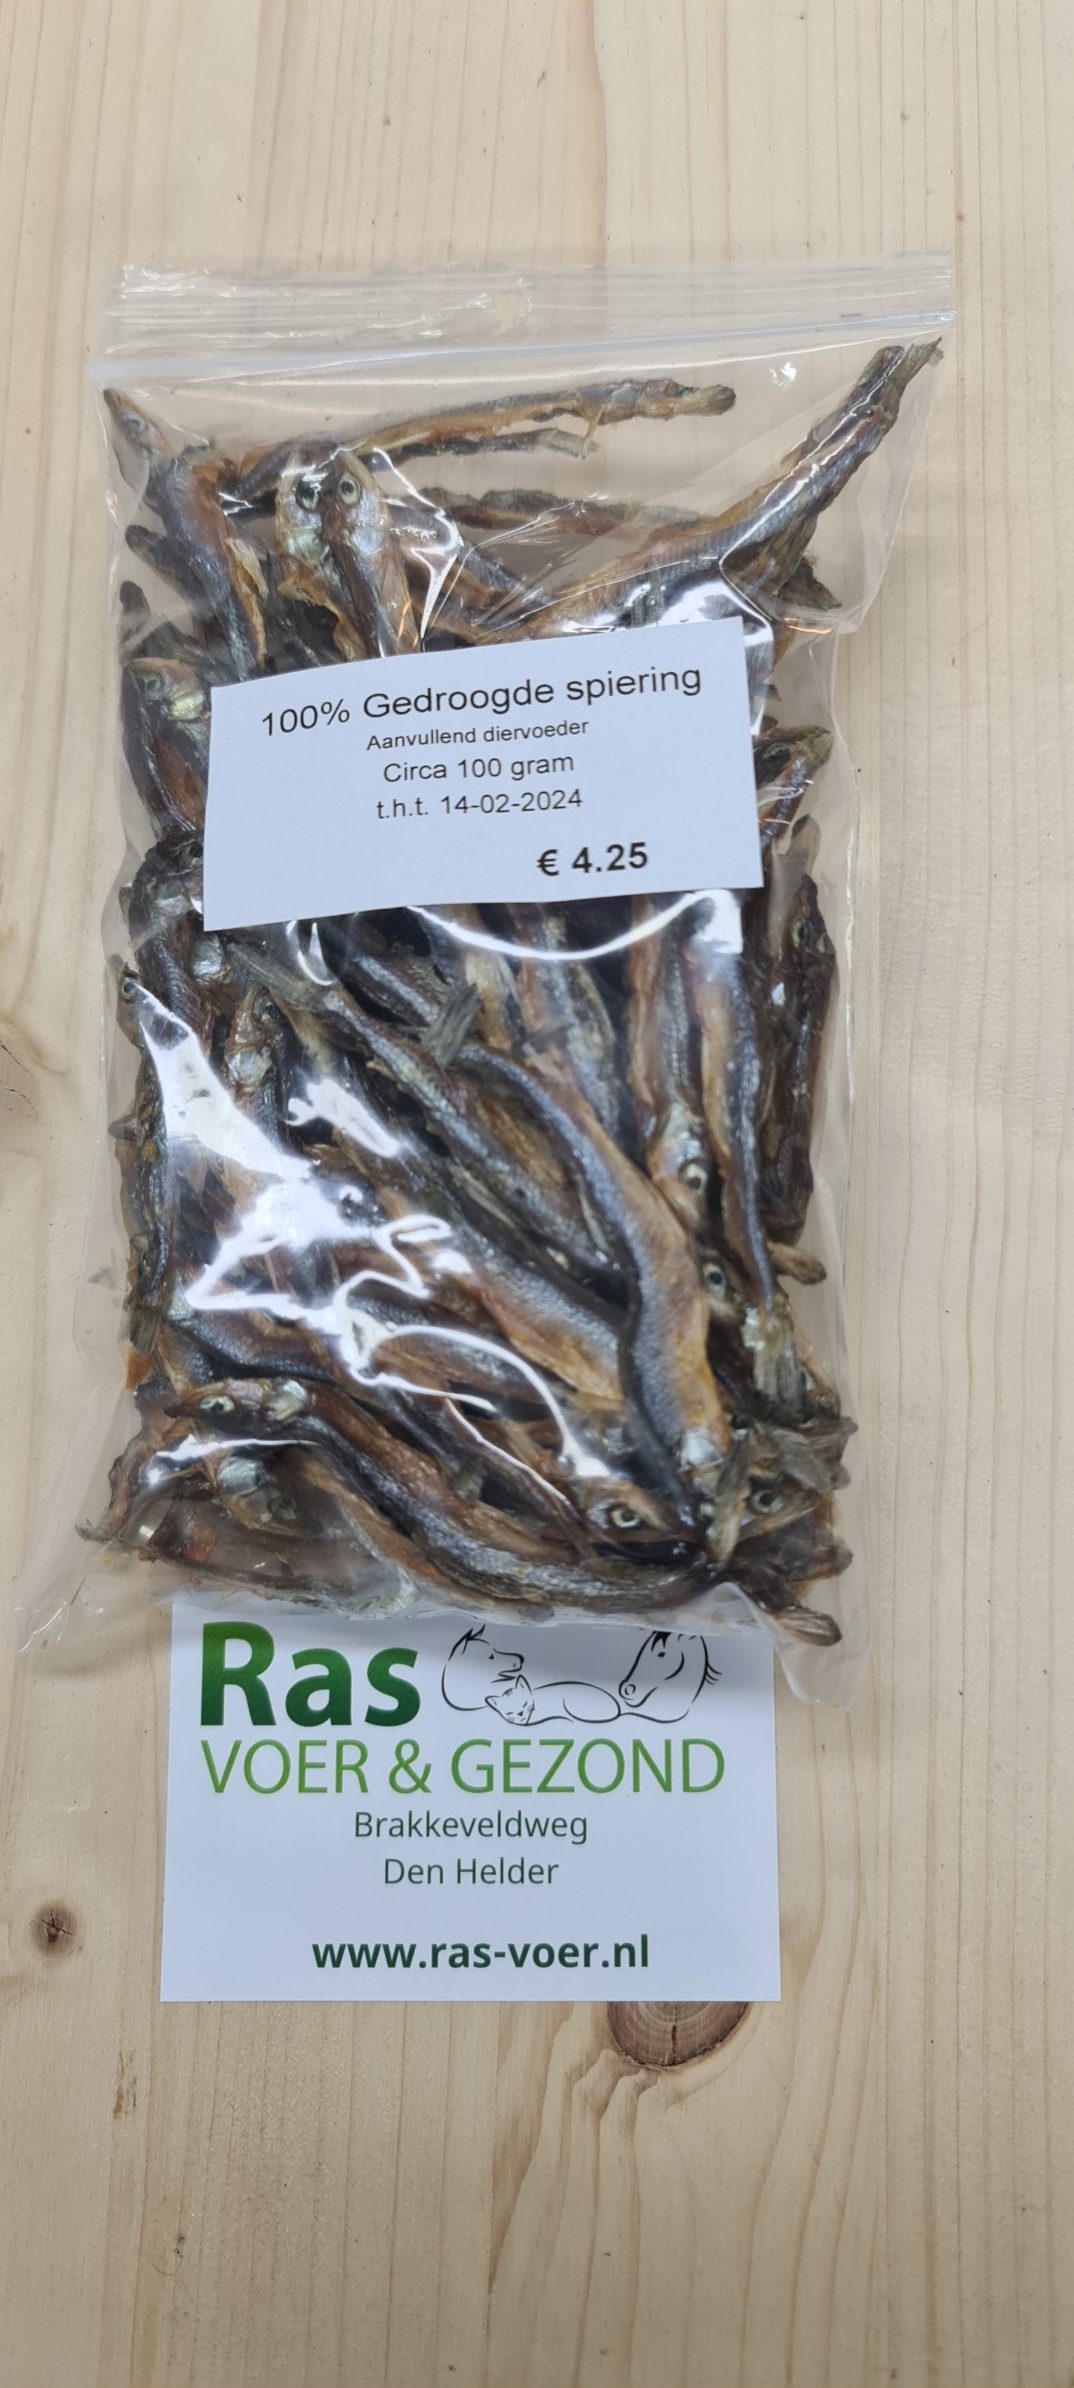 100% Gedroogde spiering
Aanvullend diervoeder
Circa 100 gram
t.h.t. 14-02-2024
€ 4.25
Ras
VOER & GEZOND
Brakkeveldweg
Den Helder
www.ras-voer.nl